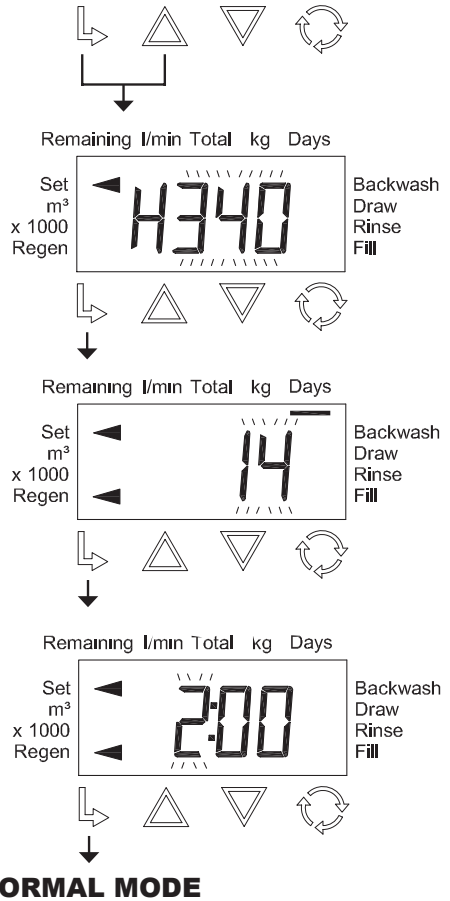 Remaining l/min Total kg Days
Set
m³
x 1000
Regen
H340
Backwash
Draw
Rinse
Fill
Remaining l/min Total kg Days
Set
m³
x 1000
Regen
14
Backwash
Draw
Rinse
Fill
Remaining l/min Total kg Days
Set
m³
x 1000
Regen
2:00
Backwash
Draw
Rinse
Fill
ORMAL MODE